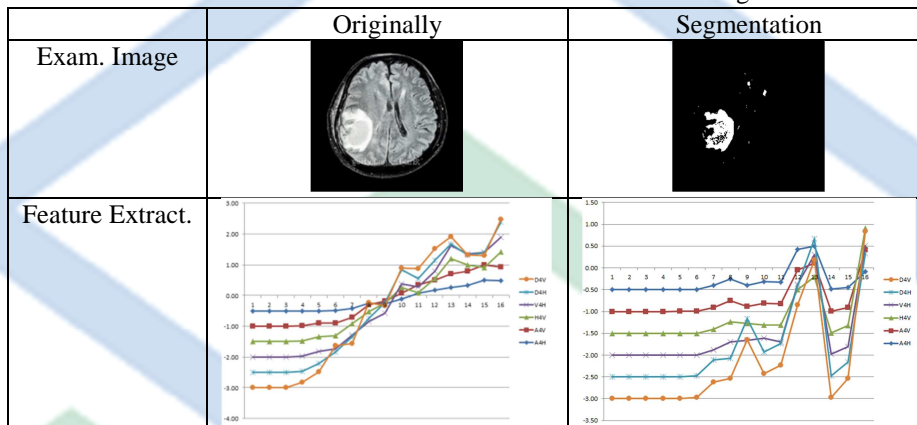 Originally Segmentation
Exam. Image
Feature Extract.
3.00
2.00
1.00
0.00
-1.00
-2.00
-3.00
-4.00
1 2 3 4 5 6 7 8 9 10 11 12 13 14 15 16
D4V
D4H
V4H
H4V
A4V
A4H
1.50
1.00
0.50
0.00
-0.50
-1.00
-1.50
-2.00
-2.50
-3.00
-3.50
1 2 3 4 5 6 7 8 9 10 11 12 13 14 15 16
D4V
D4H
V4H
H4V
A4V
A4H